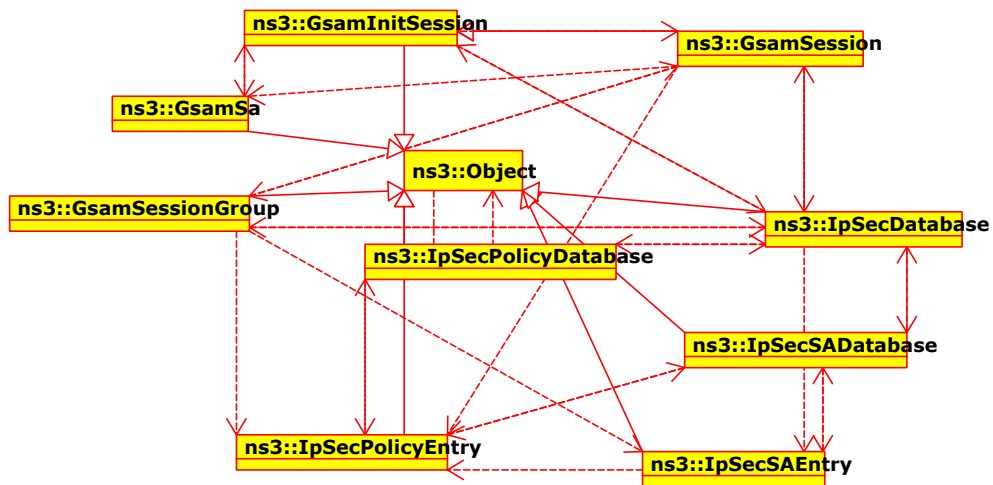 ns3::GsamInitSession
ns3::GsamSession
ns3::GsamSa
ns3::Object
ns3::GsamSessionGroup
ns3::IpSecDatabase
ns3::IpSecPolicyDatabase
ns3::IpSecSADatabase
ns3::IpSecPolicyEntry
ns3::IpSecSAEntry